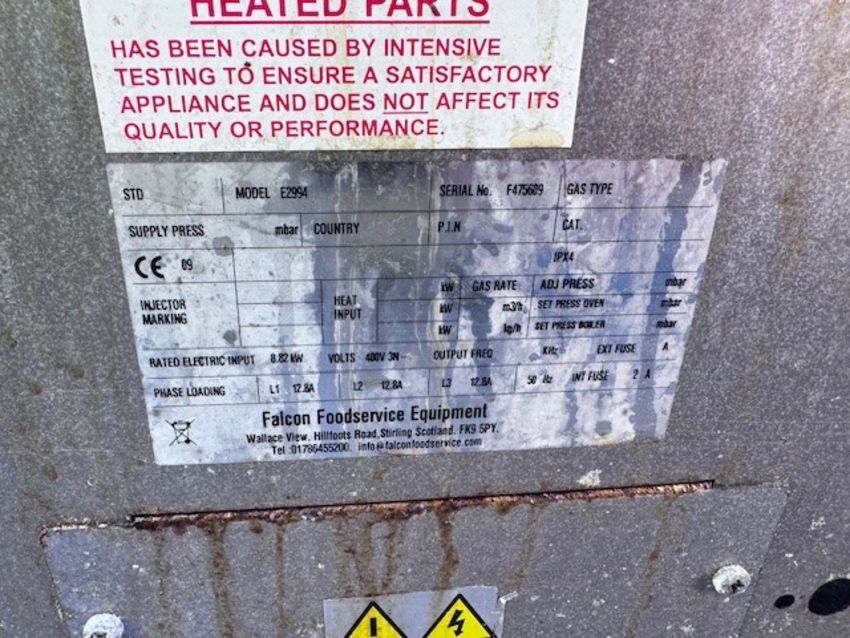 HEATED PARTS
HAS BEEN CAUSED BY INTENSIVE
TESTING TO ENSURE A SATISFACTORY
APPLIANCE AND DOES NOT AFFECT ITS
QUALITY OR PERFORMANCE.
STD MODEL E2994 SERIAL No. F475609 GAS TYPE
SUPPLY PRESS mbar COUNTRY P.I.N CAT.
CE 09 IPX4
INJECTOR MARKING HEAT INPUT kW GAS RATE ADJ PRESS mbar
kW m3/h SET PRESS OVEN mbar
kW kg/h SET PRESS BOILER mbar
RATED ELECTRIC INPUT 8.82 kW VOLTS 400V 3N~ OUTPUT FREQ KHz EXT FUSE A
PHASE LOADING L1 12.8A L2 12.8A L3 12.8A 50 Hz INT FUSE 2 A
Falcon Foodservice Equipment
Wallace View, Hillfoots Road, Stirling Scotland. FK9 5PY.
Tel :01786455200. info@falconfoodservice.com